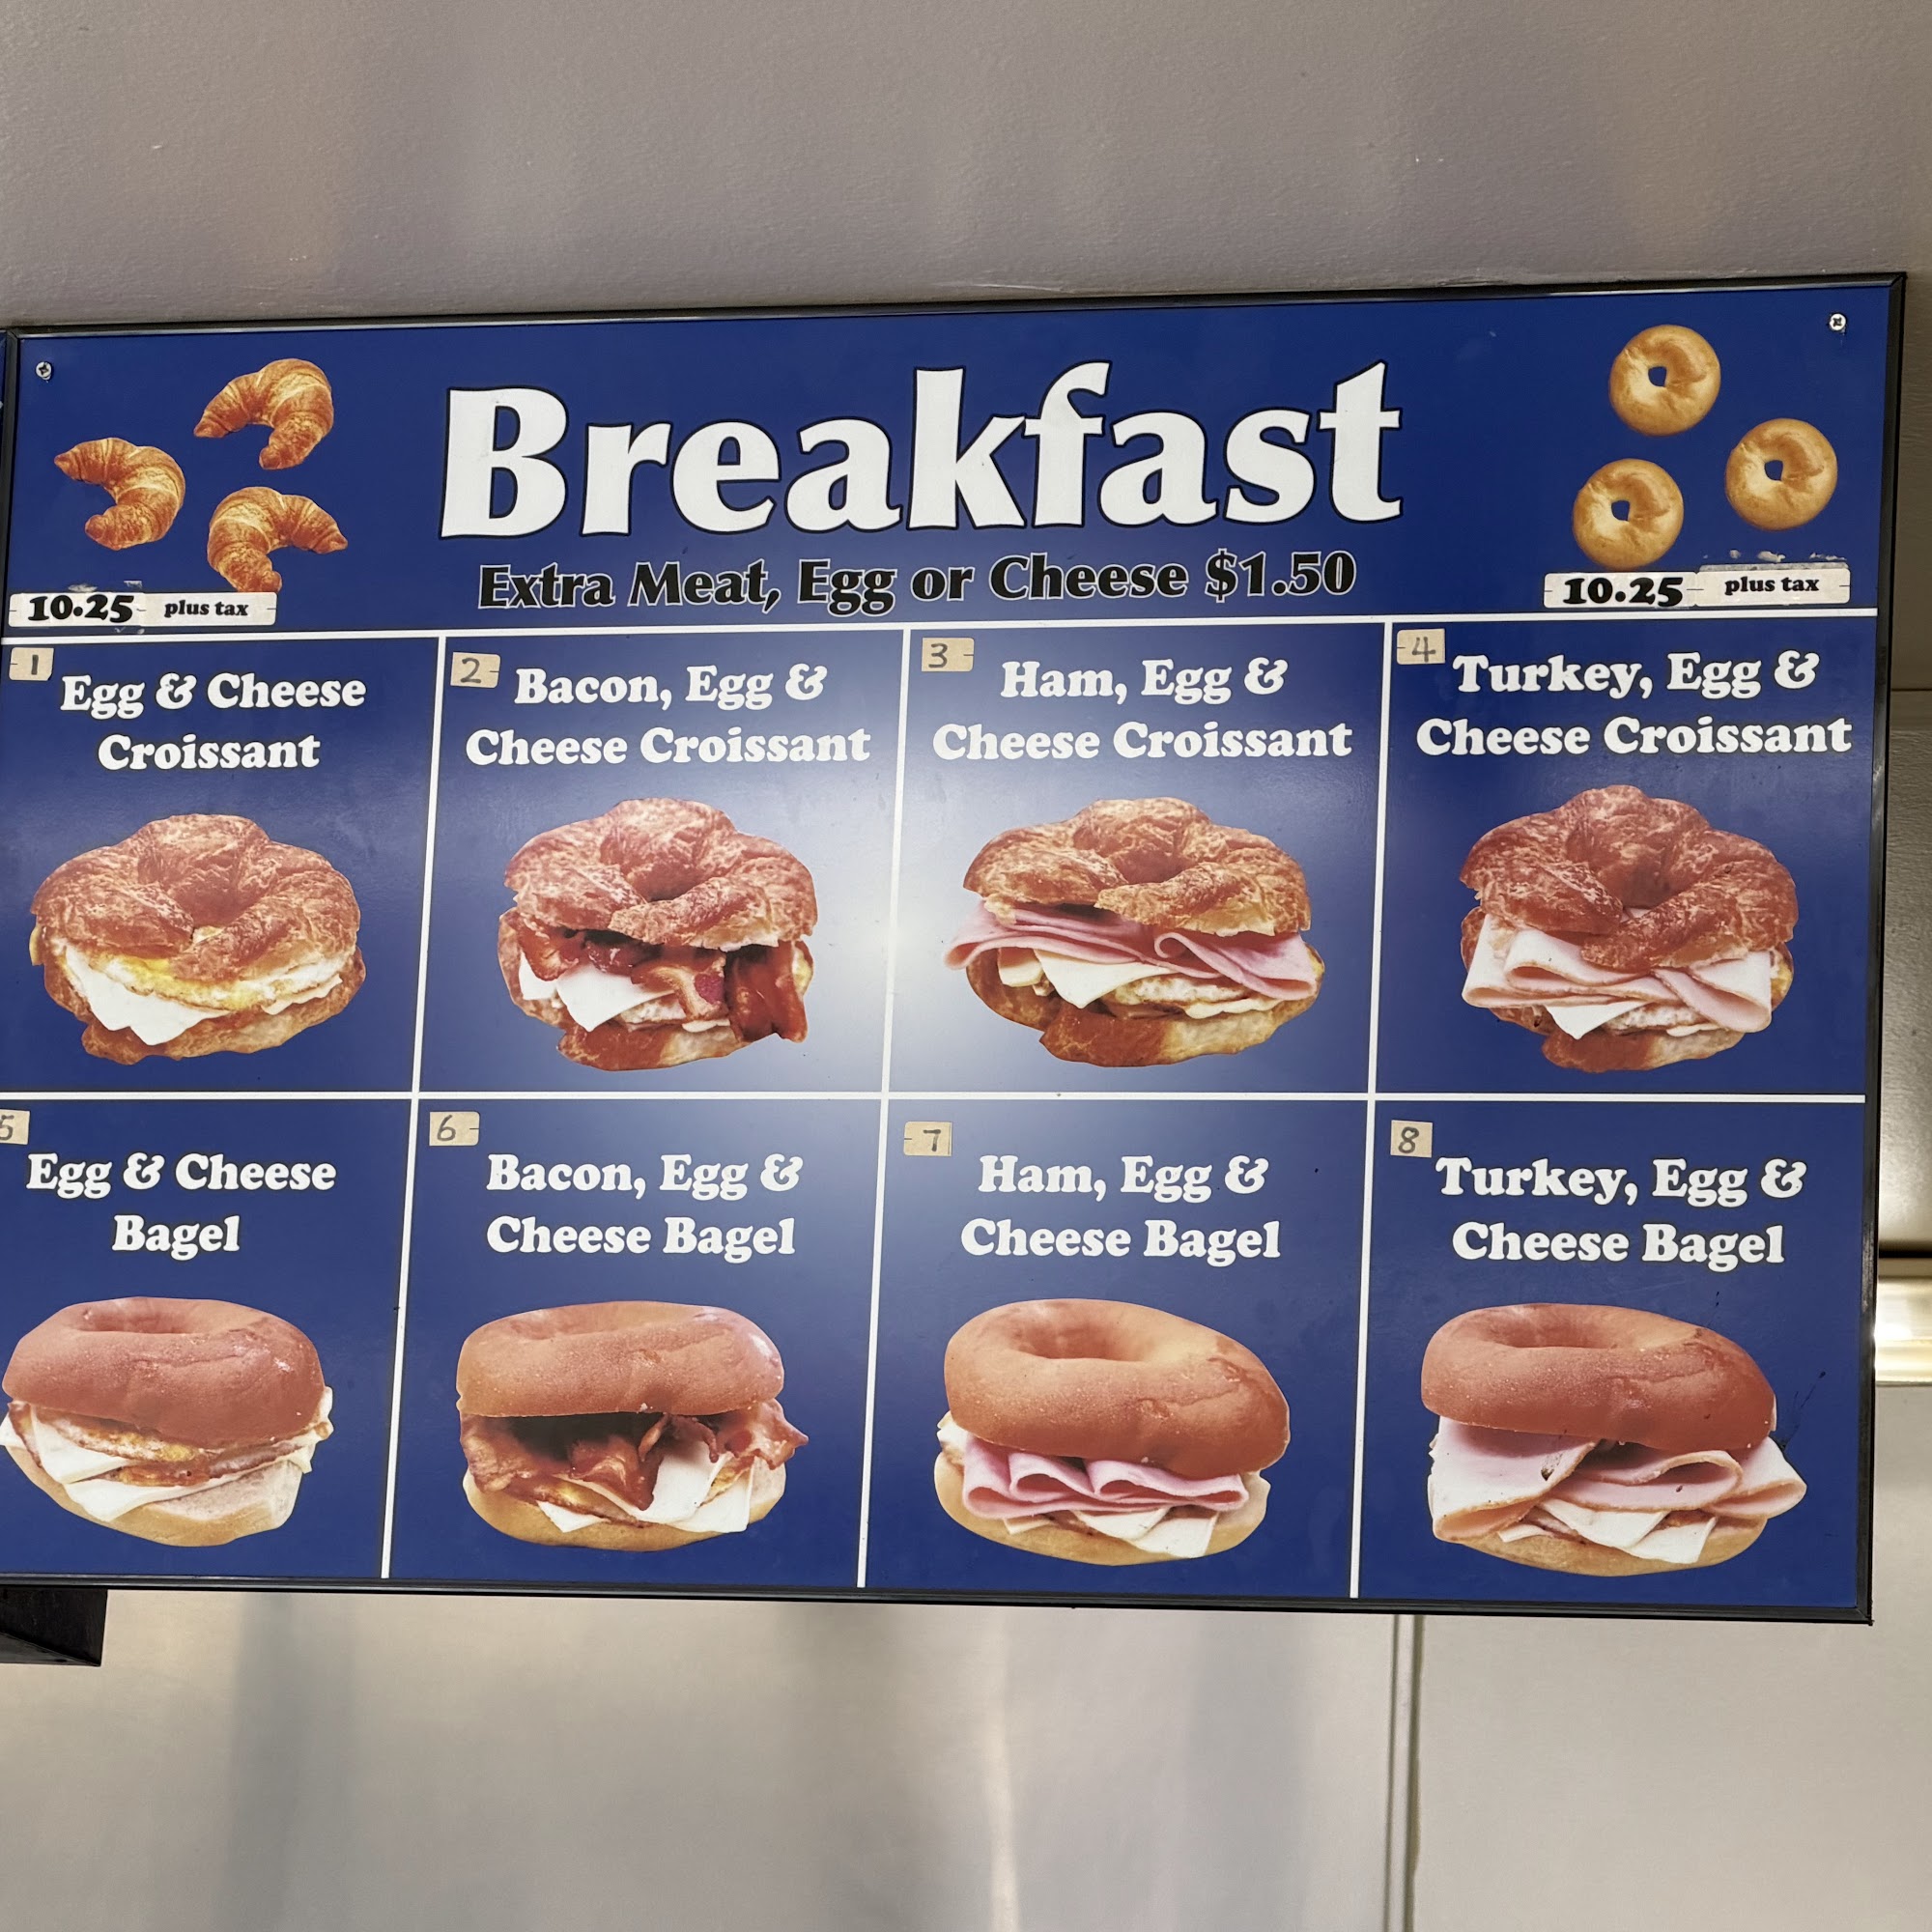 Breakfast
Extra Meat, Egg or Cheese $1.50
10.25 plus tax
10.25 plus tax
1
Egg & Cheese
Croissant
2
Bacon, Egg &
Cheese Croissant
3
Ham, Egg &
Cheese Croissant
4
Turkey, Egg &
Cheese Croissant
5
Egg & Cheese
Bagel
6
Bacon, Egg &
Cheese Bagel
7
Ham, Egg &
Cheese Bagel
8
Turkey, Egg &
Cheese Bagel